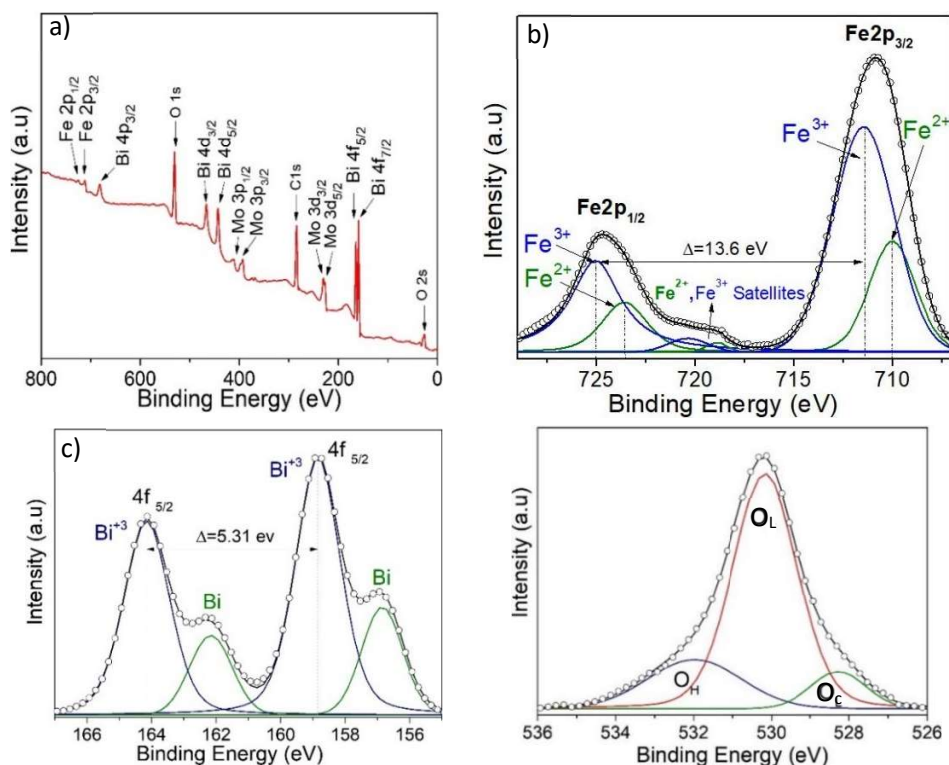 a)
Intensity (a.u)
Fe 2p1/2
Fe 2p3/2
Bi 4p3/2
O 1s
Bi 4d3/2
Bi 4d5/2
Mo 3p1/2
Mo 3p3/2
C1s
Mo 3d3/2
Mo 3d5/2
Bi 4f5/2
Bi 4f7/2
O 2s
800 600 400 200 0
Binding Energy (eV)
b)
Intensity (a.u)
Fe2p3/2
Fe3+
Fe2+
Fe2p1/2
Fe3+
Δ=13.6 eV
Fe2+
Fe2+,Fe3+ Satellites
725 720 715 710
Binding Energy (eV)
c)
Intensity (a.u)
Bi+3
4f 5/2
4f 5/2
Bi+3
Δ=5.31 ev
Bi
Bi
166 164 162 160 158 156
Binding Energy (eV)
Intensity (a.u)
OL
OH
OC
536 534 532 530 528 526
Binding Energy (eV)